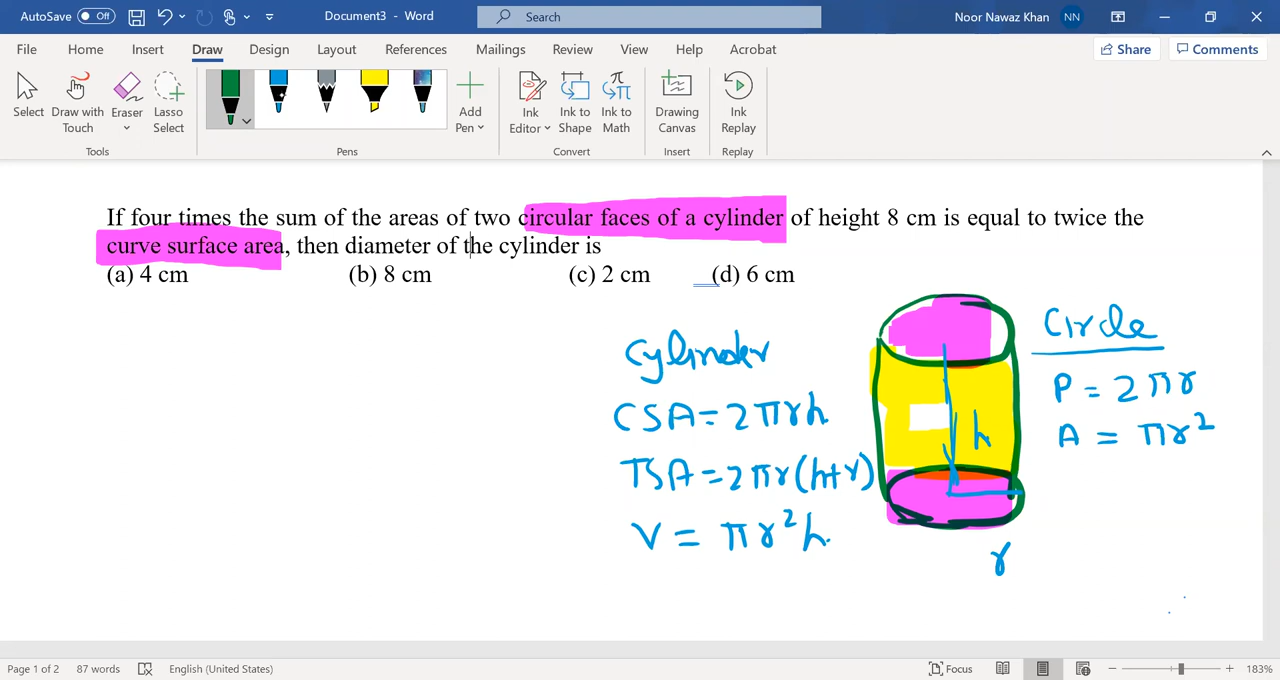 AutoSave Off Document3 - Word Search Noor Nawaz Khan NN
File Home Insert Draw Design Layout References Mailings Review View Help Acrobat Share Comments
Select Draw with Touch Eraser Lasso Select Add Pen Ink Editor Ink to Shape Ink to Math Drawing Canvas Ink Replay
Tools Pens Convert Insert Replay
If four times the sum of the areas of two circular faces of a cylinder of height 8 cm is equal to twice the
curve surface area, then diameter of the cylinder is
(a) 4 cm (b) 8 cm (c) 2 cm (d) 6 cm
Cylinder
CSA = 2πrh
TSA = 2πr(h+r)
V = πr²h
h
r
Circle
P = 2πr
A = πr²
Page 1 of 2 87 words English (United States) Focus 183%